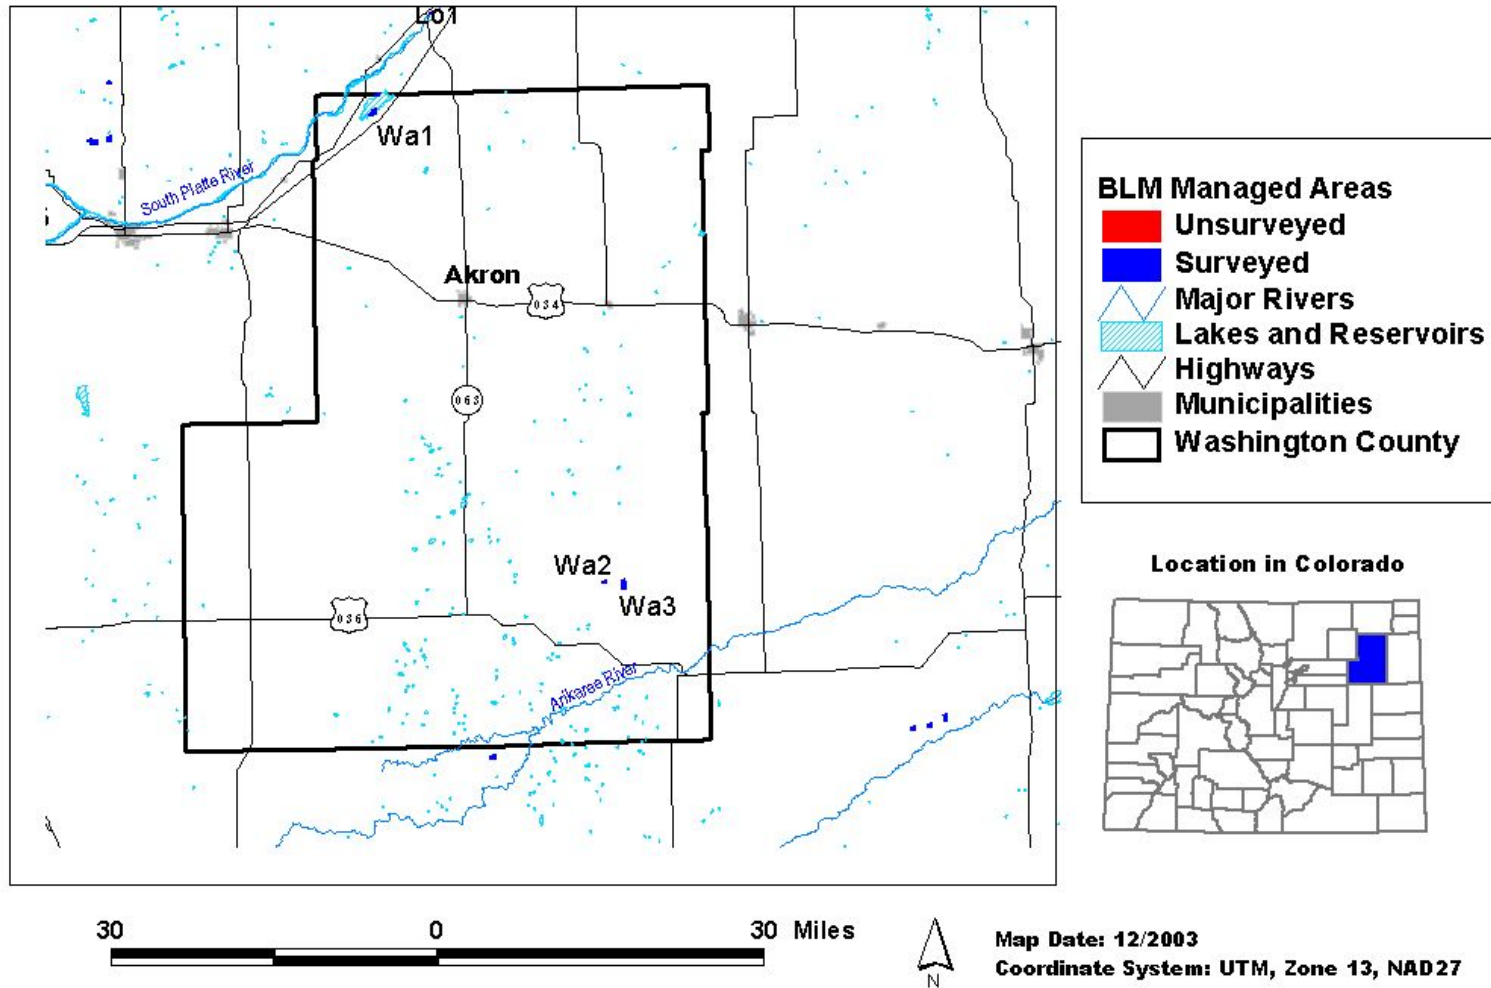 Lo1
Wa1
South Platte River
Akron
034
063
Wa2
Wa3
036
Arikaree River
BLM Managed Areas
Unsurveyed
Surveyed
Major Rivers
Lakes and Reservoirs
Highways
Municipalities
Washington County
Location in Colorado
30 0 30 Miles
N
Map Date: 12/2003
Coordinate System: UTM, Zone 13, NAD27